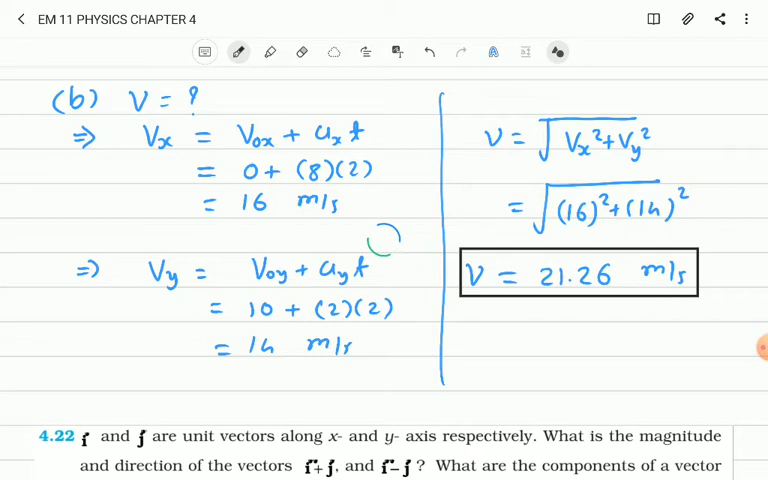 EM 11 PHYSICS CHAPTER 4
(b) V = ?
⇒ Vx = Vox + axt
= 0 + (8)(2)
= 16 m/s
⇒ Vy = Voy + ayt
= 10 + (2)(2)
= 14 m/s
V = √Vx² + Vy²
= √(16)² + (14)²
V = 21.26 m/s
4.22 î and ĵ are unit vectors along x- and y- axis respectively. What is the magnitude
and direction of the vectors î+ĵ, and î−ĵ ? What are the components of a vector